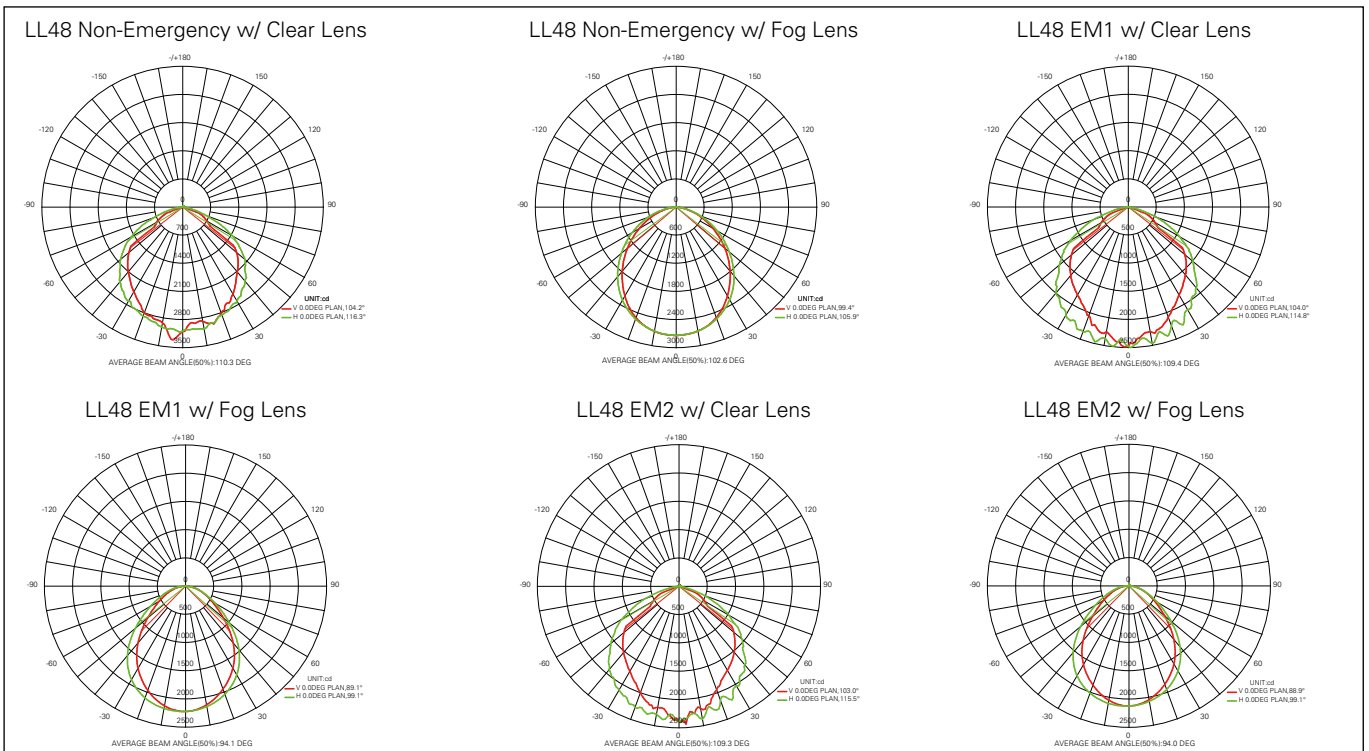 LL48 Non-Emergency w/ Clear Lens
-/+180
-150 150
-120 120
-90 90
-60 60
-30 30
0
700
1400
2100
2800
3500
0
UNIT:cd
V 0.0DEG PLAN,104.2°
H 0.0DEG PLAN,116.3°
AVERAGE BEAM ANGLE(50%):110.3 DEG
LL48 Non-Emergency w/ Fog Lens
-/+180
-150 150
-120 120
-90 90
-60 60
-30 30
0
600
1200
1800
2400
3000
0
UNIT:cd
V 0.0DEG PLAN,99.4°
H 0.0DEG PLAN,105.9°
AVERAGE BEAM ANGLE(50%):102.6 DEG
LL48 EM1 w/ Clear Lens
-/+180
-150 150
-120 120
-90 90
-60 60
-30 30
0
500
1000
1500
2000
2500
0
UNIT:cd
V 0.0DEG PLAN,104.0°
H 0.0DEG PLAN,114.8°
AVERAGE BEAM ANGLE(50%):109.4 DEG
LL48 EM1 w/ Fog Lens
-/+180
-150 150
-120 120
-90 90
-60 60
-30 30
0
500
1000
1500
2000
2500
0
UNIT:cd
V 0.0DEG PLAN,89.1°
H 0.0DEG PLAN,99.1°
AVERAGE BEAM ANGLE(50%):94.1 DEG
LL48 EM2 w/ Clear Lens
-/+180
-150 150
-120 120
-90 90
-60 60
-30 30
0
500
1000
1500
2000
2500
0
UNIT:cd
V 0.0DEG PLAN,103.0°
H 0.0DEG PLAN,115.5°
AVERAGE BEAM ANGLE(50%):109.3 DEG
LL48 EM2 w/ Fog Lens
-/+180
-150 150
-120 120
-90 90
-60 60
-30 30
0
500
1000
1500
2000
2500
0
UNIT:cd
V 0.0DEG PLAN,88.9°
H 0.0DEG PLAN,99.1°
AVERAGE BEAM ANGLE(50%):94.0 DEG